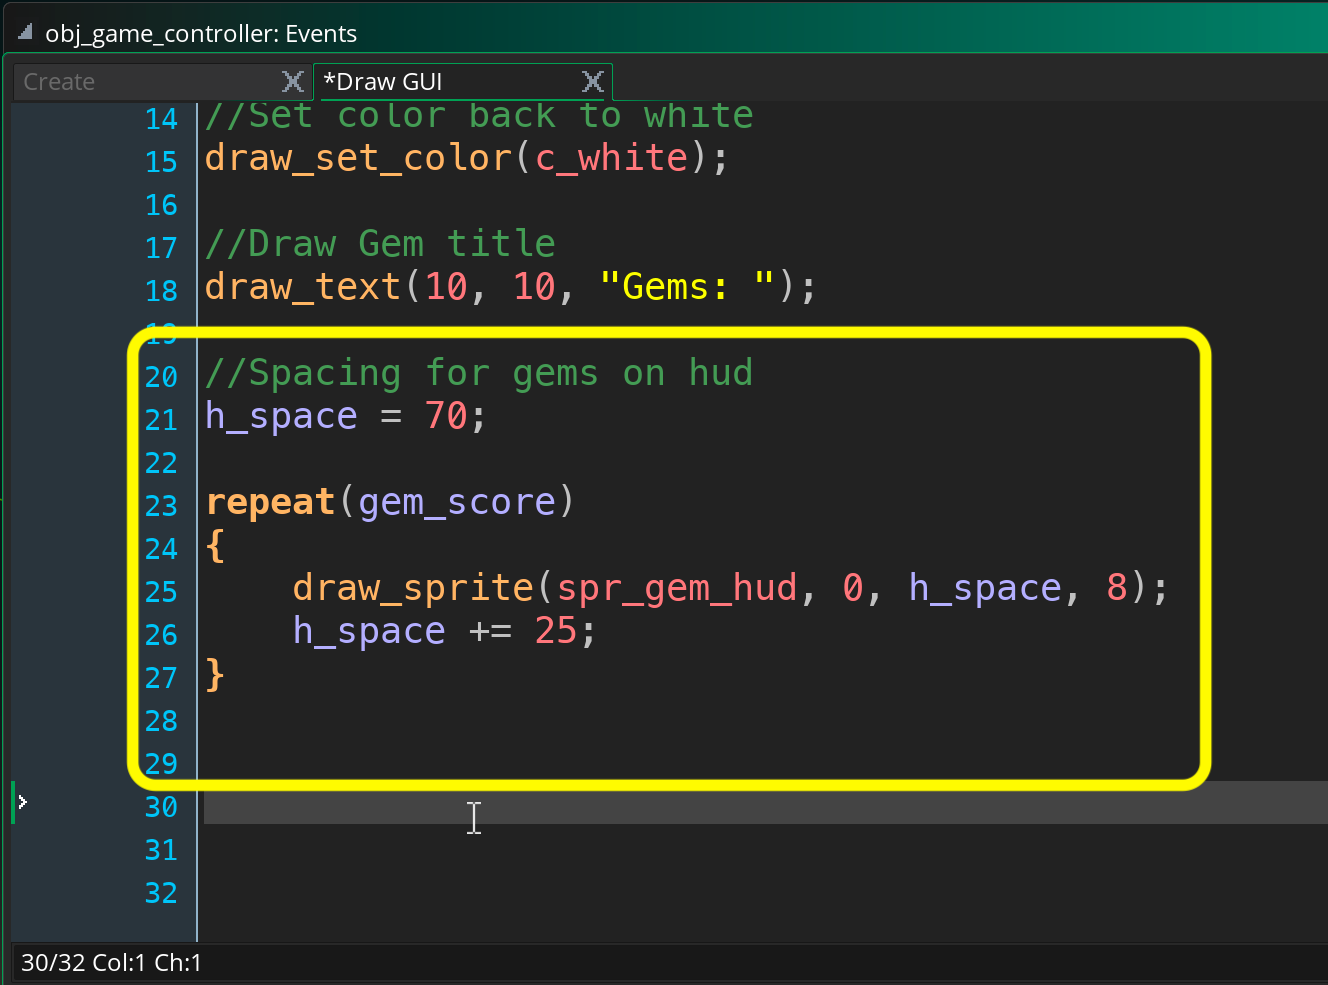 obj_game_controller: Events
Create
*Draw GUI
14 //Set color back to white
15 draw_set_color(c_white);
16
17 //Draw Gem title
18 draw_text(10, 10, "Gems: ");
19
20 //Spacing for gems on hud
21 h_space = 70;
22
23 repeat(gem_score)
24 {
25     draw_sprite(spr_gem_hud, 0, h_space, 8);
26     h_space += 25;
27 }
28
29
30
31
32
30/32 Col:1 Ch:1